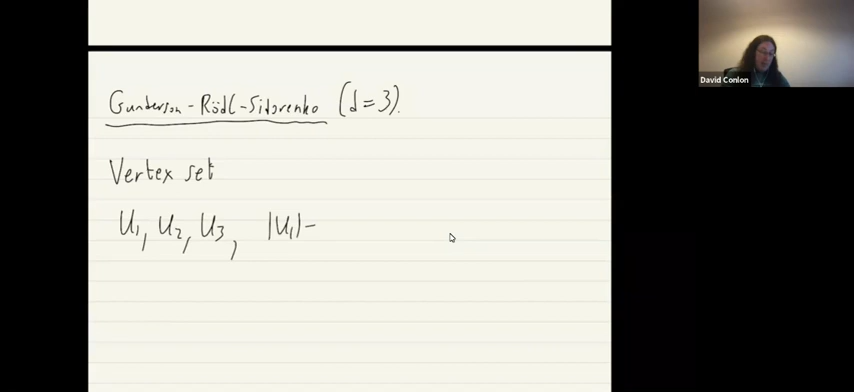 Gunderson-Rödl-Sidorenko (d=3).
Vertex set
U₁, U₂, U₃, |U₁|=
David Conlon